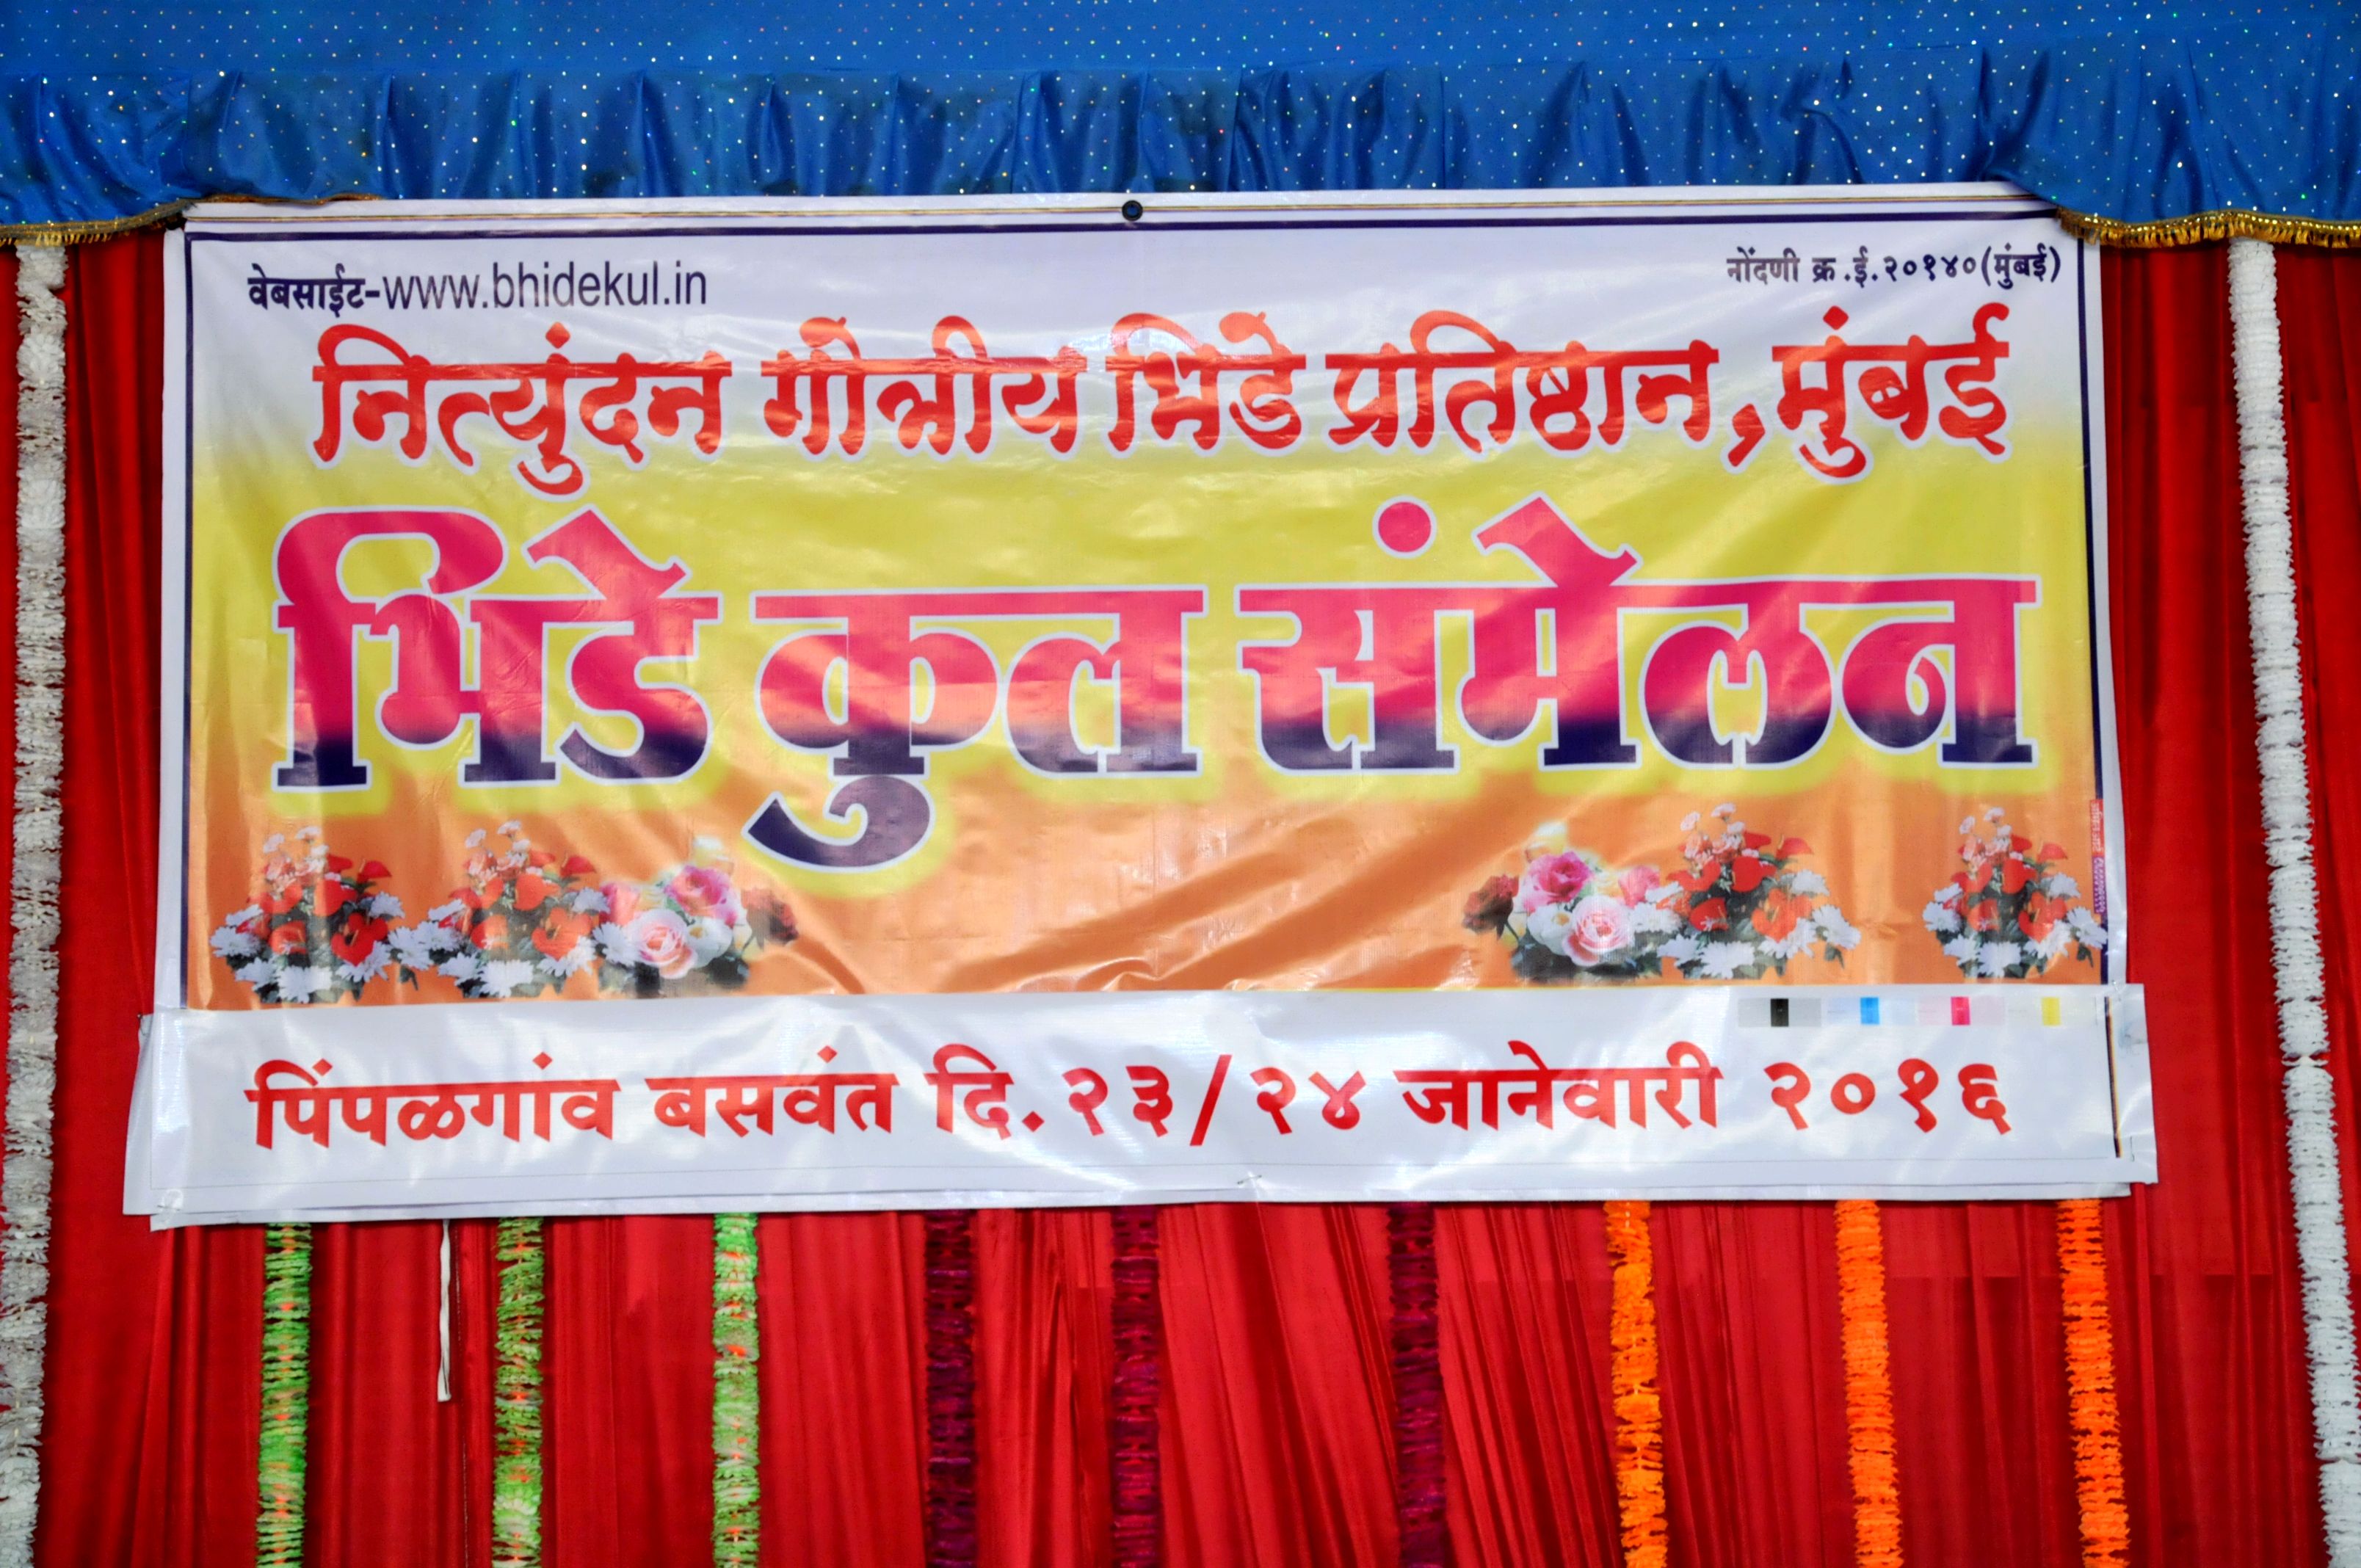 वेबसाईट-www.bhidekul.in
नोंदणी क्र.ई.२०१४०(मुंबई)
नित्युंदन गोत्रीय भिडे प्रतिष्ठान,मुंबई
भिडे कुल संमेलन
पिंपळगांव बसवंत दि.२३/२४ जानेवारी २०१६